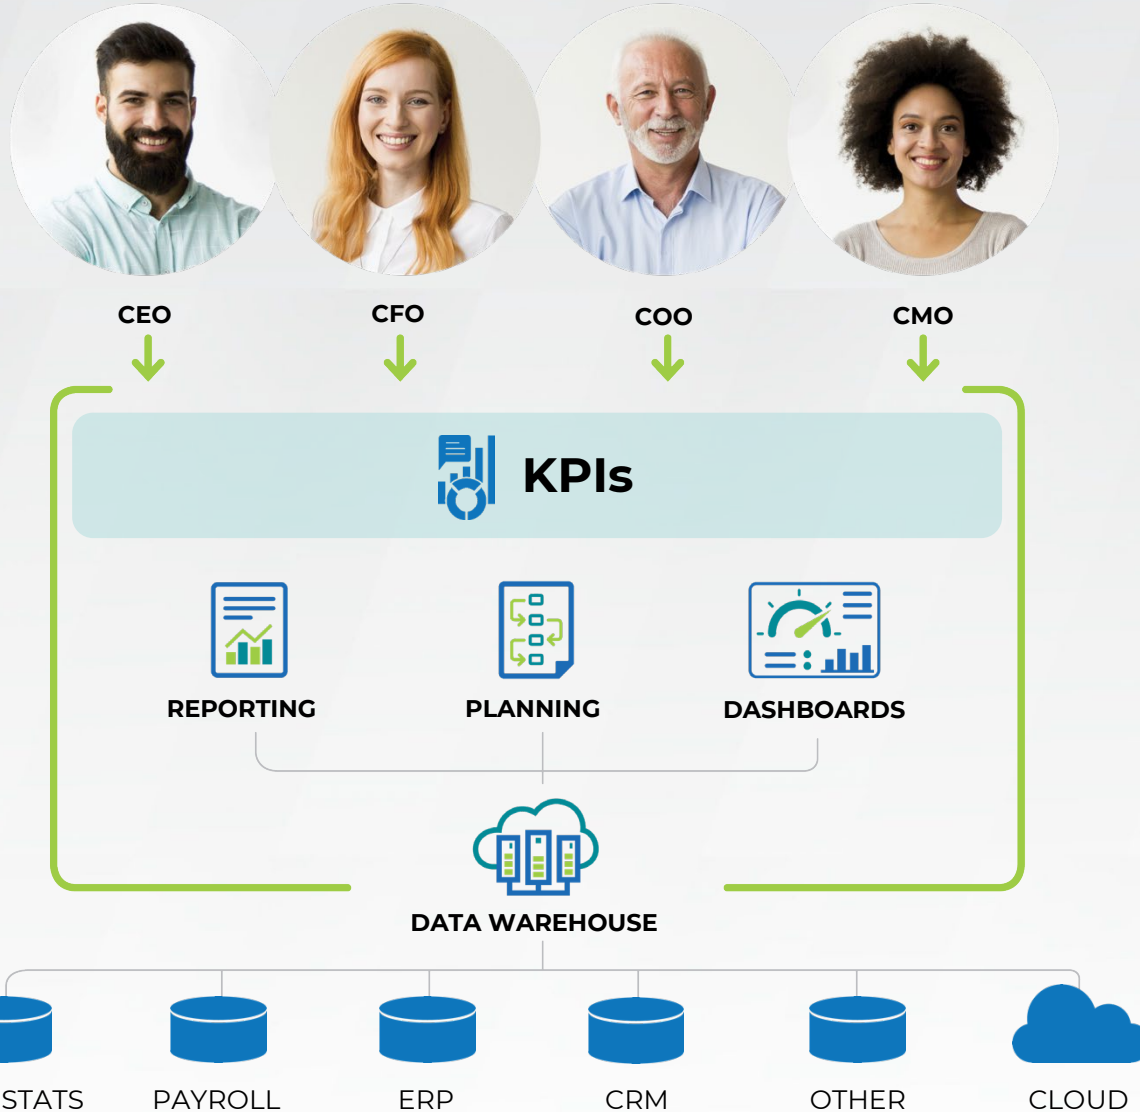 CEO
CFO
COO
CMO
KPIs
REPORTING
PLANNING
DASHBOARDS
DATA WAREHOUSE
STATS
PAYROLL
ERP
CRM
OTHER
CLOUD